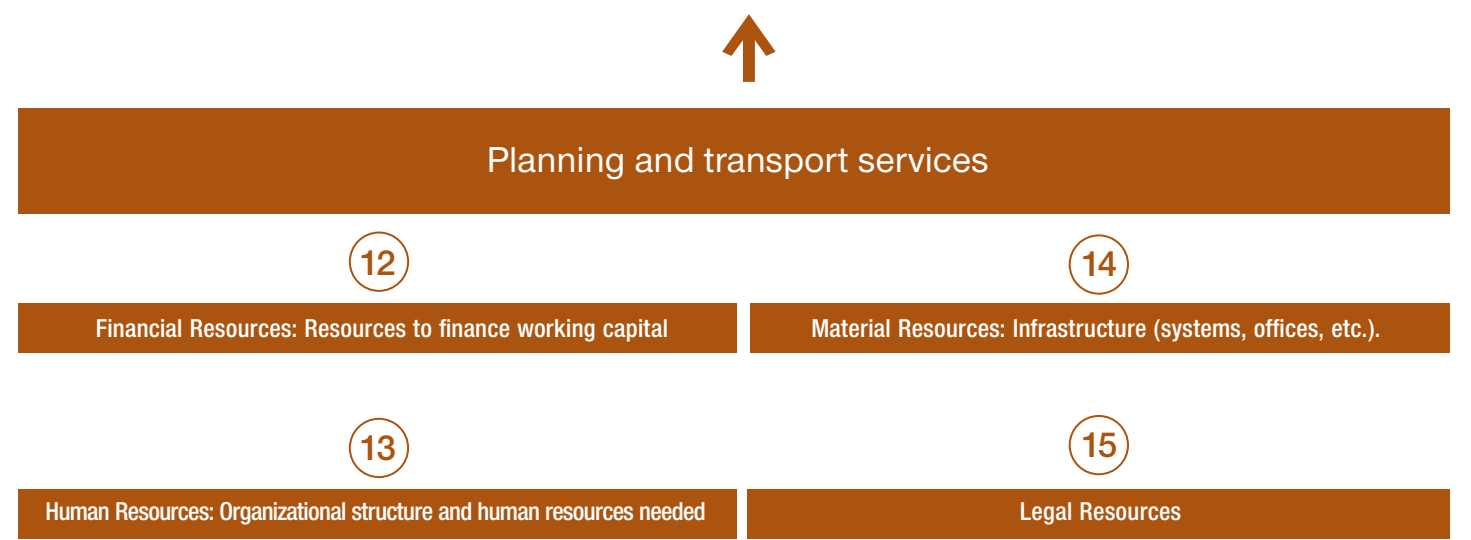 Planning and transport services
12
14
Financial Resources: Resources to finance working capital
Material Resources: Infrastructure (systems, offices, etc.).
13
15
Human Resources: Organizational structure and human resources needed
Legal Resources